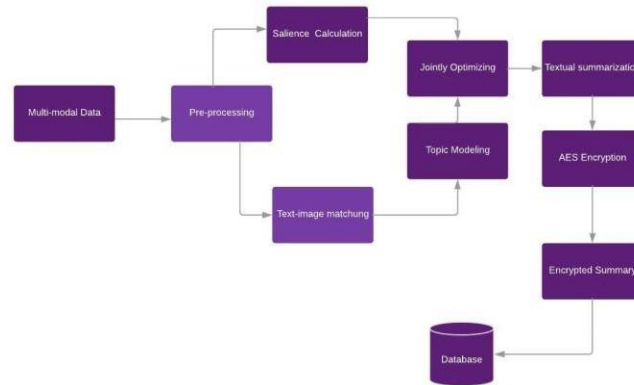 Salience Calculation
Jointly Optimizing
Textual summarizatio
Multi-modal Data
Pre-processing
Topic Modeling
AES Encryption
Text-image matchung
Encrypted Summary
Database